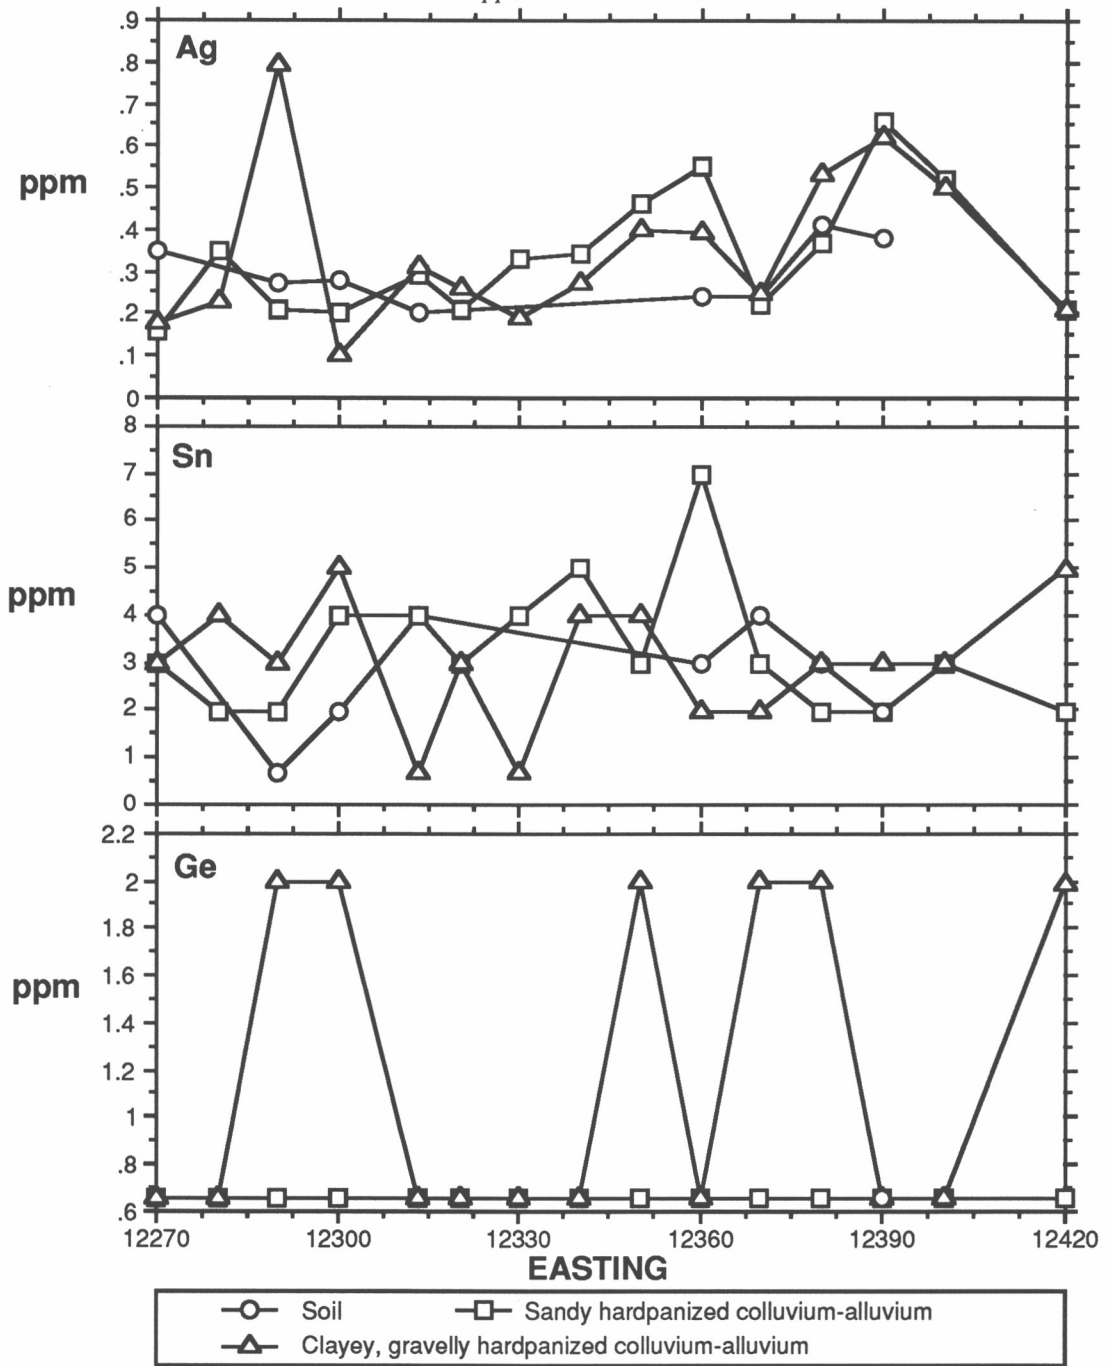 .9
Ag
.8
.7
.6
ppm
.5
.4
.3
.2
.1
0
8
Sn
7
6
5
ppm
4
3
2
1
0
2.2
Ge
2
1.8
1.6
ppm
1.4
1.2
1
.8
.6
12270 12300 12330 12360 12390 12420
EASTING
Soil Sandy hardpanized colluvium-alluvium
Clayey, gravelly hardpanized colluvium-alluvium